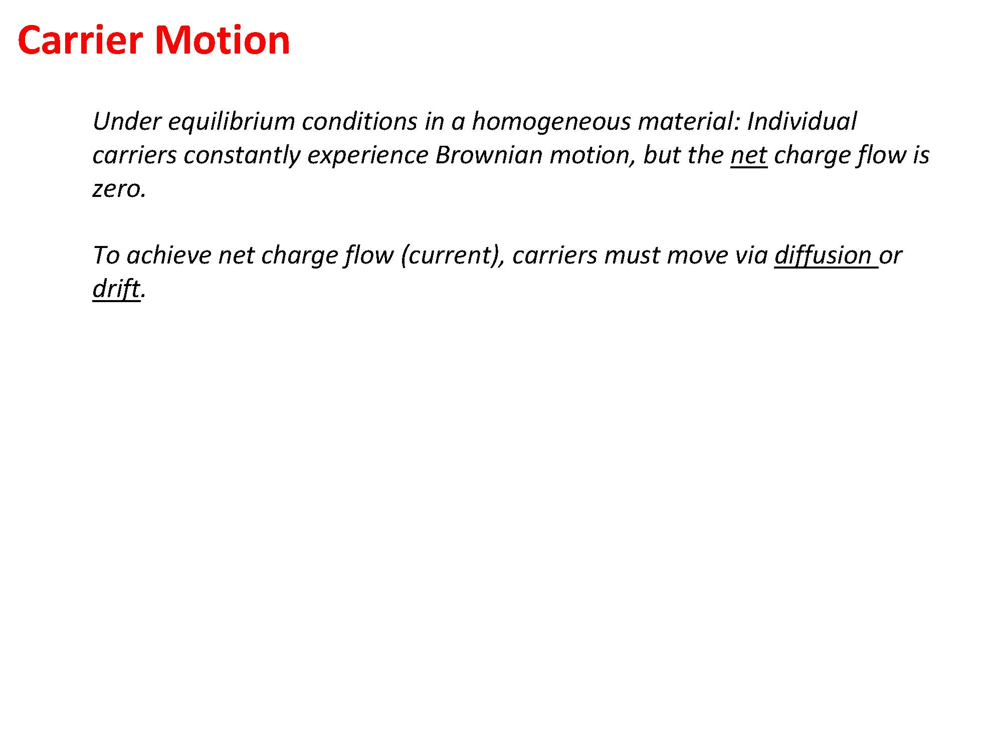 Carrier Motion
Under equilibrium conditions in a homogeneous material: Individual
carriers constantly experience Brownian motion, but the net charge flow is
zero.
To achieve net charge flow (current), carriers must move via diffusion or
drift.